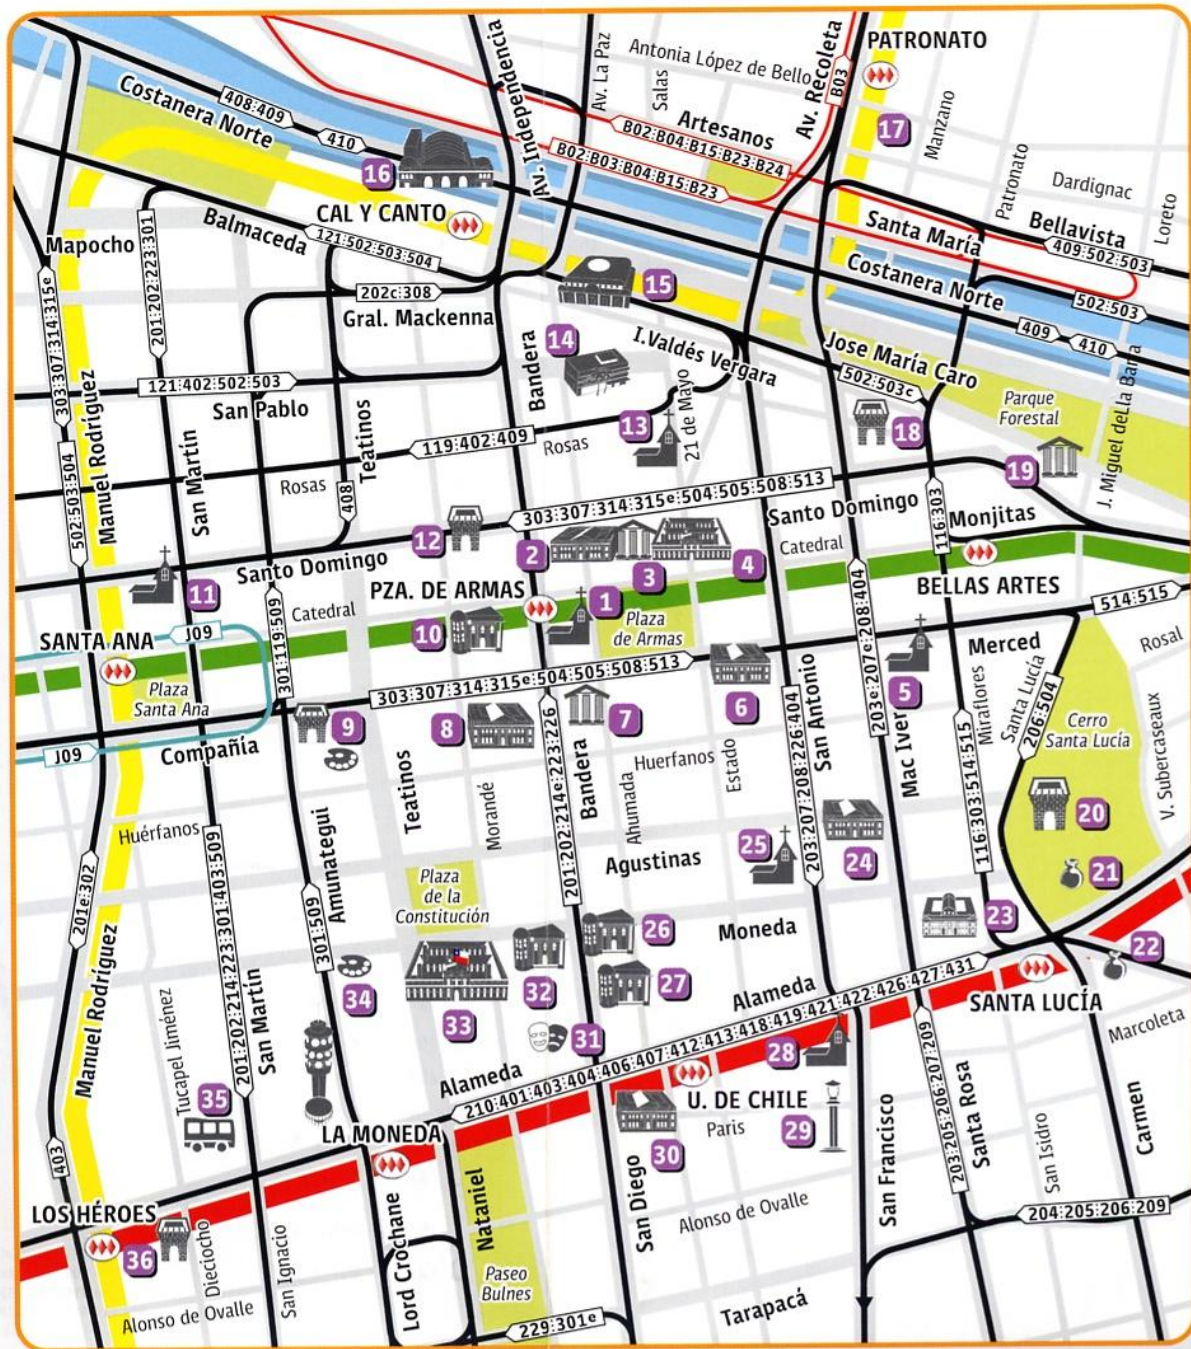 PATRONATO
Av. Independencia
Av. La Paz
Antonia López de Bello
Salas
Av. Recoleta
B03
Costanera Norte
408:409
410
Artesanos
B02:B04:B15:B23:B24
B02:B03:B04:B15:B23
17
Manzano
Patronato
Dardignac
Loreto
16
CAL Y CANTO
Balmaceda
121:502:503:504
Santa María
Bellavista
409:502:503
Mapocho
201:202:223:301
303:307:314:315e
202c:308
Gral. Mackenna
15
Costanera Norte
502:503
409
410
14
Bandera
I.Valdés Vergara
Jose María Caro
502:503c
121:402:502:503
San Pablo
Manuel Rodríguez
San Martín
Teatinos
13
21 de Mayo
18
Parque
Forestal
J. Miguel deLla Barra
119:402:409
Rosas
Rosas
19
502:503:504
408
303:307:314:315e:504:505:508:513
Santo Domingo
116:303
Monjitas
12
2
3
4
Catedral
Santo Domingo
11
PZA. DE ARMAS
1
BELLAS ARTES
514:515
Catedral
10
Plaza
de Armas
203e:207e:208:404
SANTA ANA
J09
301:119:509
5
Merced
Rosal
Plaza
Santa Ana
303:307:314:315e:504:505:508:513
6
San Antonio
Miraflores
Santa Lucía
206:504
Cerro
Santa Lucía
V. Subercaseaux
J09
Compañía
9
8
7
Teatinos
Morandé
201:202:214e:223:226
Bandera
Huerfanos
Ahumada
Estado
203:207:208:226:404
Mac Iver
116:303:514:515
20
Huérfanos
Amunategui
Agustinas
25
24
21
201e:302
201:202:214:223:301:403:509
Plaza
de la
Constitución
301:509
26
Moneda
23
22
Manuel Rodríguez
San Martín
34
33
32
27
Alameda
SANTA LUCÍA
Tucapel Jiménez
31
28
Marcoleta
35
Alameda
210:401:403:404:406:407:412:413:418:419:421:422:426:427:431
U. DE CHILE
Paris
29
203:205:206:207:209
Santa Rosa
San Isidro
Carmen
LA MONEDA
30
403
San Francisco
LOS HÉROES
36
Dieciocho
San Ignacio
Lord Crochane
Nataniel
San Diego
Alonso de Ovalle
204:205:206:209
Alonso de Ovalle
Paseo
Bulnes
229:301e
Tarapacá